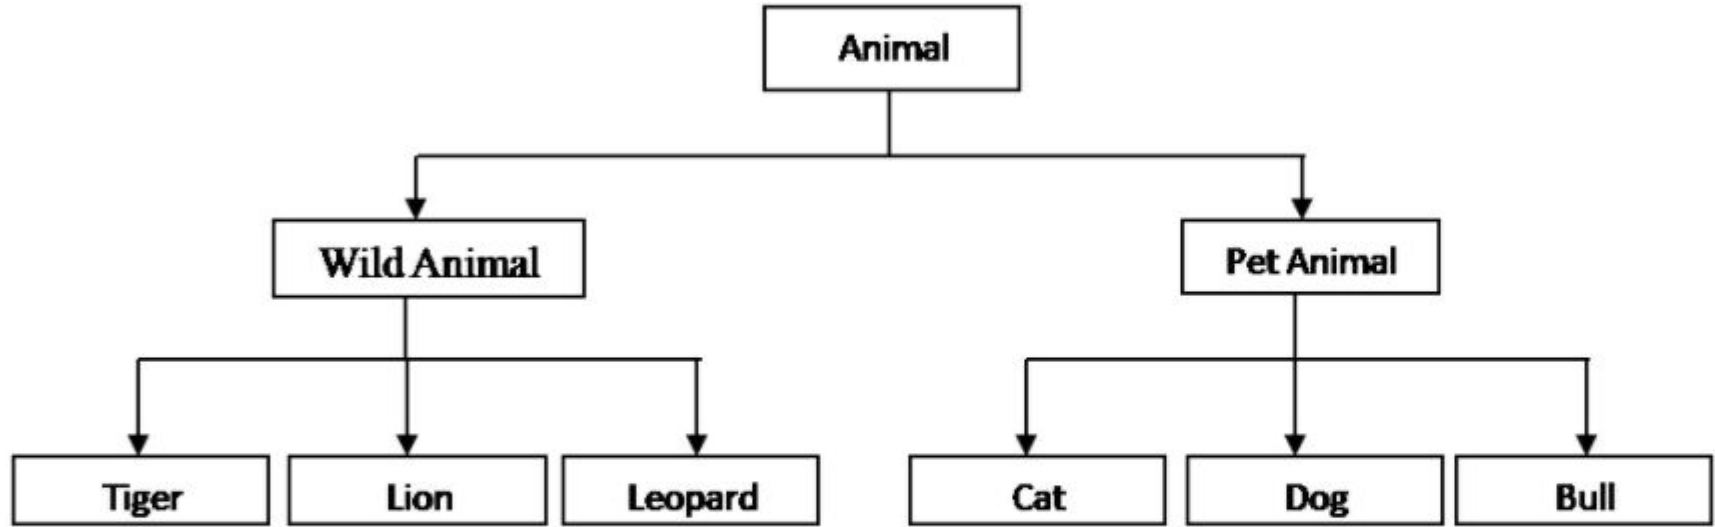 Animal
Wild Animal
Pet Animal
Tiger
Lion
Leopard
Cat
Dog
Bull